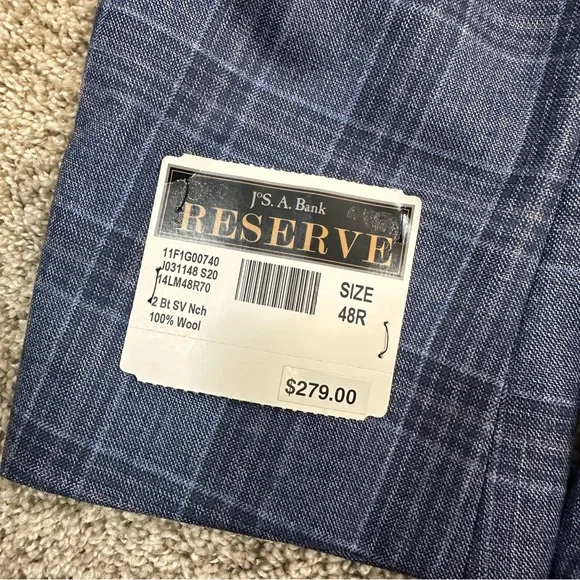 JoS. A. Bank
RESERVE
11F1G00740
J031148 S20
14LM48R70
2 Bt SV Nch
100% Wool
SIZE
48R
$279.00